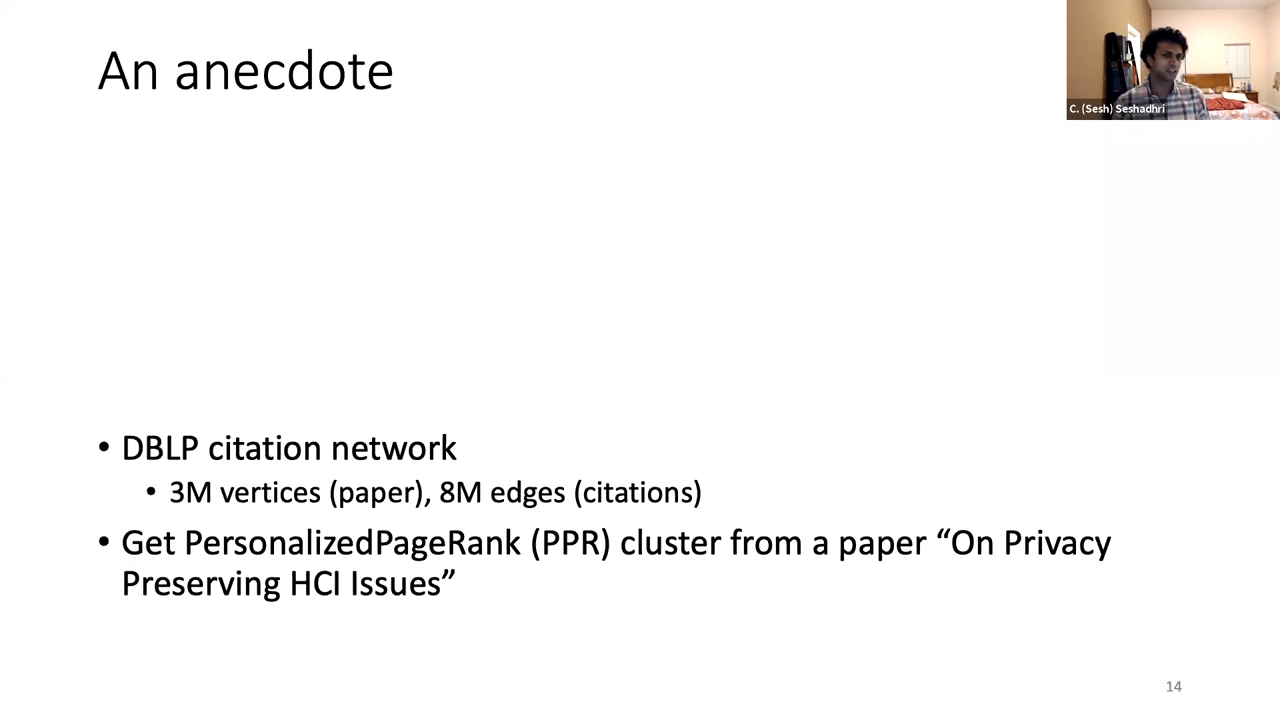 An anecdote
C. (Sesh) Seshadhri
• DBLP citation network
• 3M vertices (paper), 8M edges (citations)
• Get PersonalizedPageRank (PPR) cluster from a paper “On Privacy
Preserving HCI Issues”
14